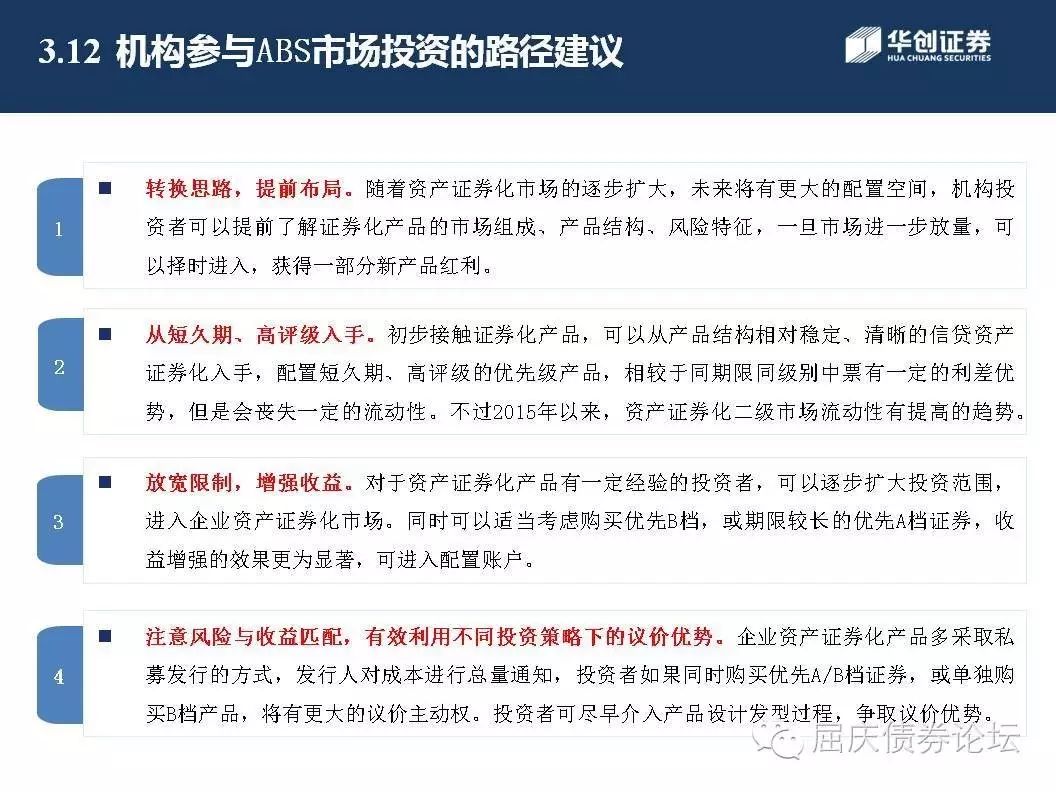 3.12 机构参与ABS市场投资的路径建议
华创证券
HUA CHUANG SECURITIES
1
转换思路，提前布局。随着资产证券化市场的逐步扩大，未来将有更大的配置空间，机构投
资者可以提前了解证券化产品的市场组成、产品结构、风险特征，一旦市场进一步放量，可
以择时进入，获得一部分新产品红利。
2
从短久期、高评级入手。初步接触证券化产品，可以从产品结构相对稳定、清晰的信贷资产
证券化入手，配置短久期、高评级的优先级产品，相较于同期限同级别中票有一定的利差优
势，但是会丧失一定的流动性。不过2015年以来，资产证券化二级市场流动性有提高的趋势。
3
放宽限制，增强收益。对于资产证券化产品有一定经验的投资者，可以逐步扩大投资范围，
进入企业资产证券化市场。同时可以适当考虑购买优先B档，或期限较长的优先A档证券，收
益增强的效果更为显著，可进入配置账户。
4
注意风险与收益匹配，有效利用不同投资策略下的议价优势。企业资产证券化产品多采取私
募发行的方式，发行人对成本进行总量通知，投资者如果同时购买优先A/B档证券，或单独购
买B档产品，将有更大的议价主动权。投资者可尽早介入产品设计发型过程，争取议价优势。
屈庆债券论坛